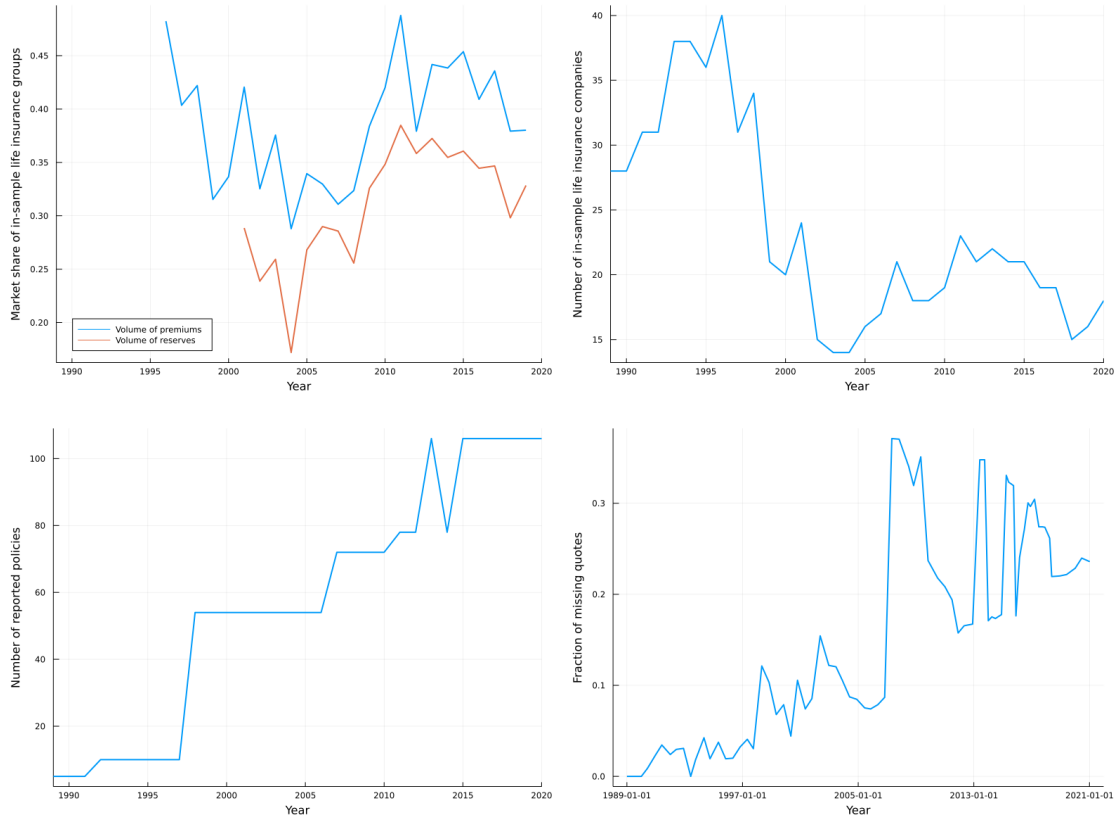 Market share of in-sample life insurance groups
0.45
0.40
0.35
0.30
0.25
0.20
Volume of premiums
Volume of reserves
1990 1995 2000 2005 2010 2015 2020
Year
Number of in-sample life insurance companies
40
35
30
25
20
15
1990 1995 2000 2005 2010 2015 2020
Year
Number of reported policies
100
80
60
40
20
1990 1995 2000 2005 2010 2015 2020
Year
Fraction of missing quotes
0.3
0.2
0.1
0.0
1989-01-01 1997-01-01 2005-01-01 2013-01-01 2021-01-01
Year